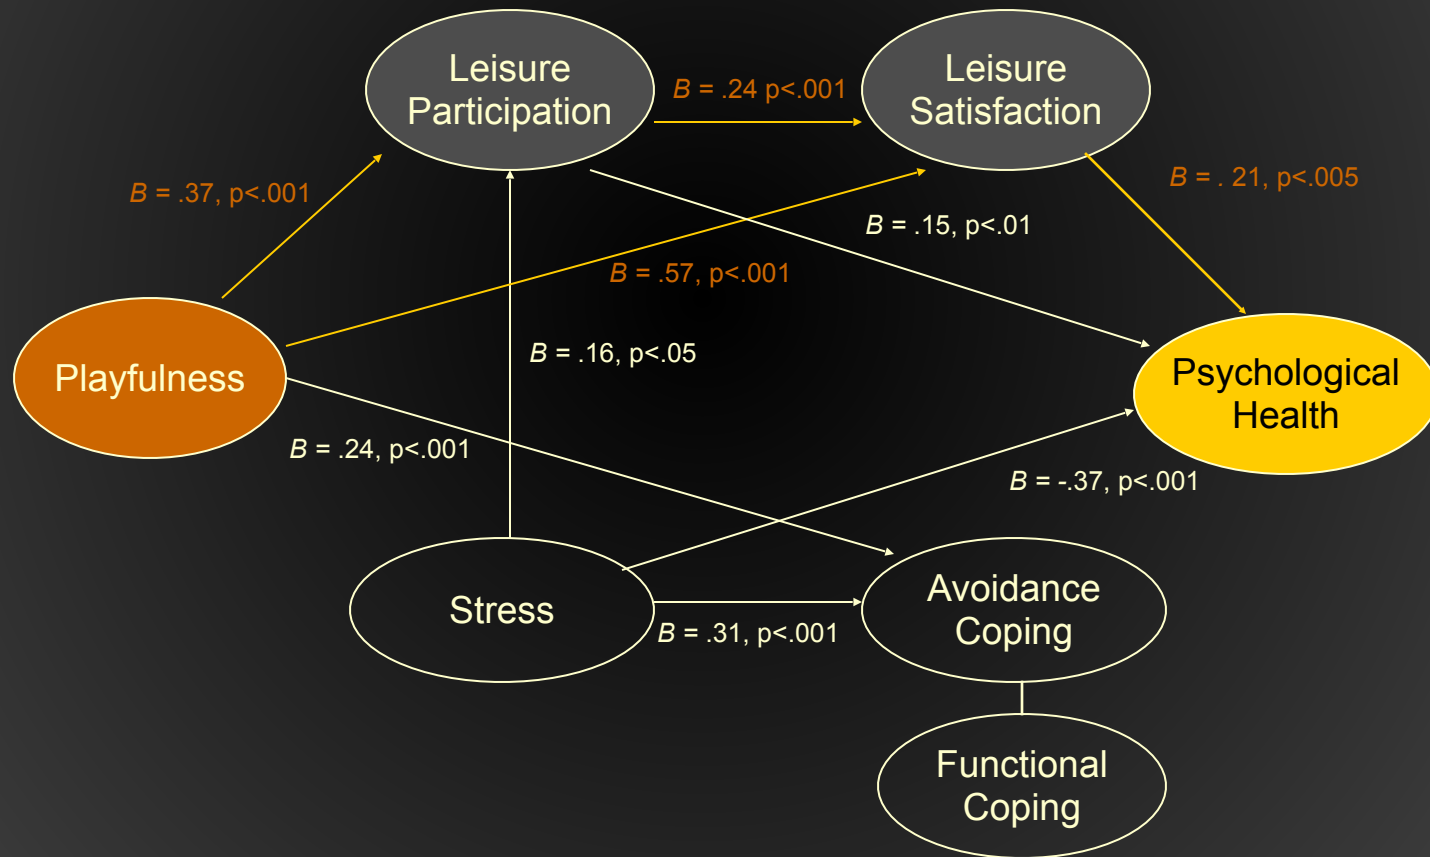 Leisure
Participation
B = .24 p<.001
Leisure
Satisfaction
B = .37, p<.001
B = . 21, p<.005
B = .15, p<.01
B = .57, p<.001
Playfulness
B = .16, p<.05
Psychological
Health
B = .24, p<.001
B = -.37, p<.001
Stress
B = .31, p<.001
Avoidance
Coping
Functional
Coping